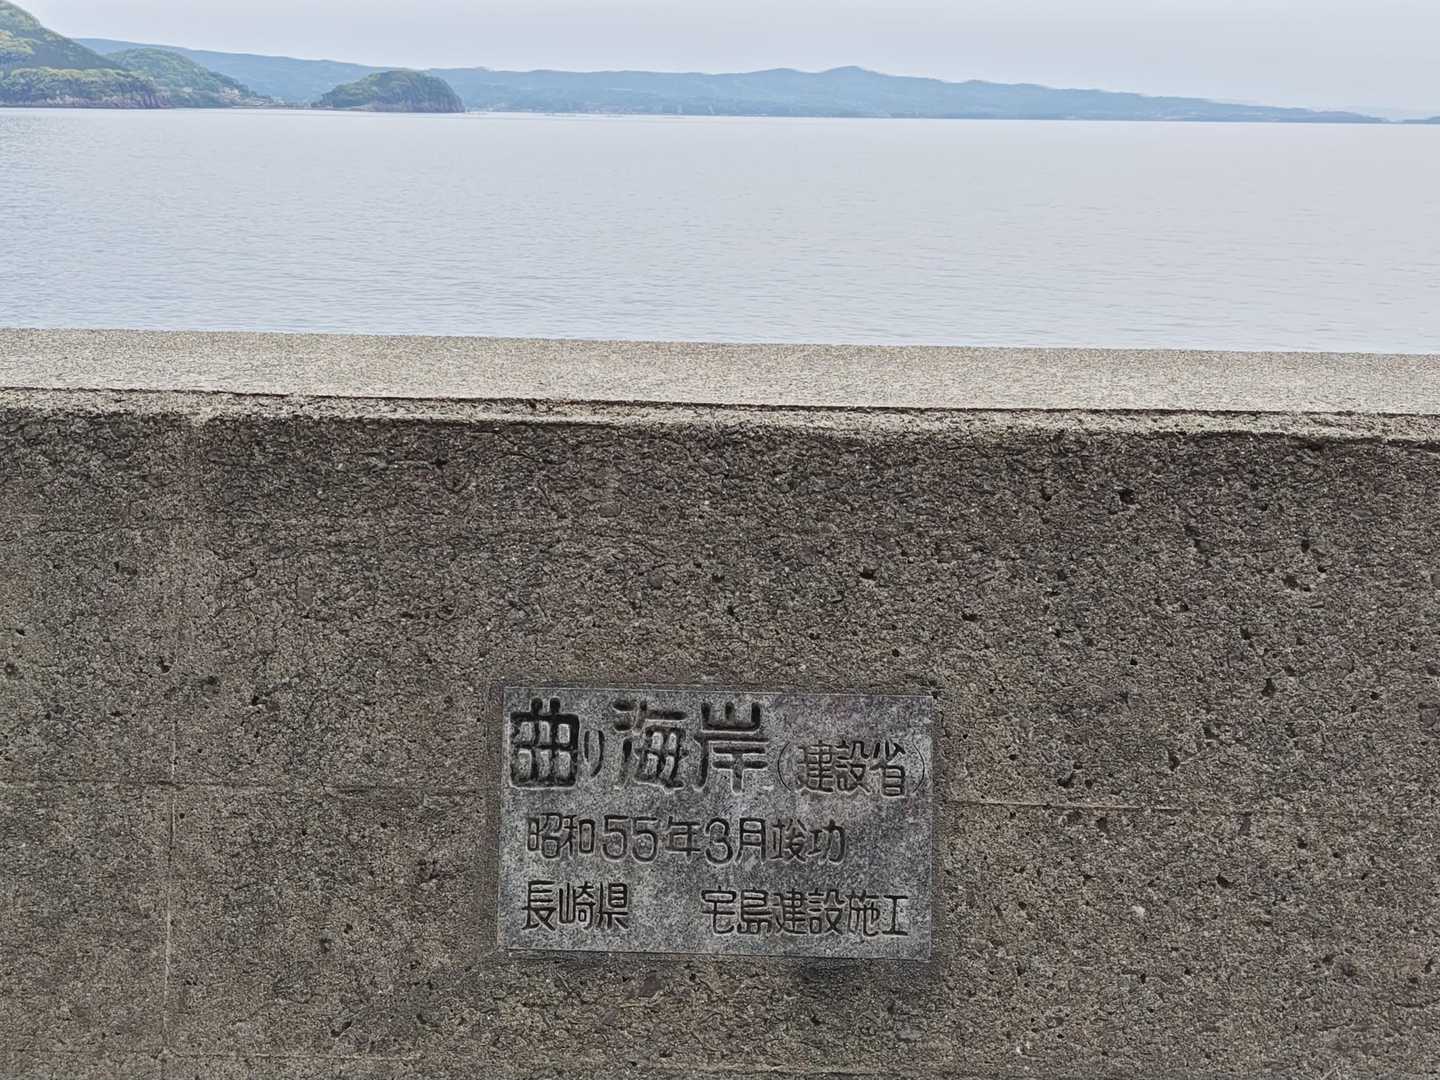 曲り海岸(建設省)
昭和55年3月竣功
長崎県 宅島建設施工